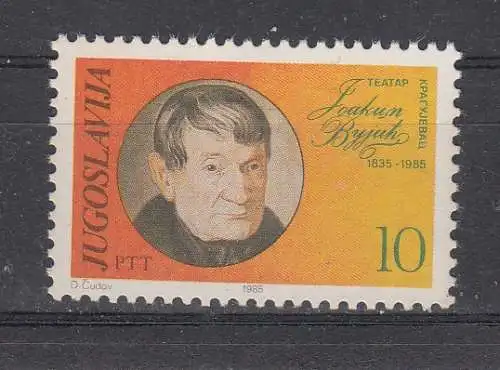 JUGOSLAVIJA
PTT
ТЕАТАР
Јоаким
Вујић
КРАГУЈЕВАЦ
1835-1985
10
D. Čudov
1985